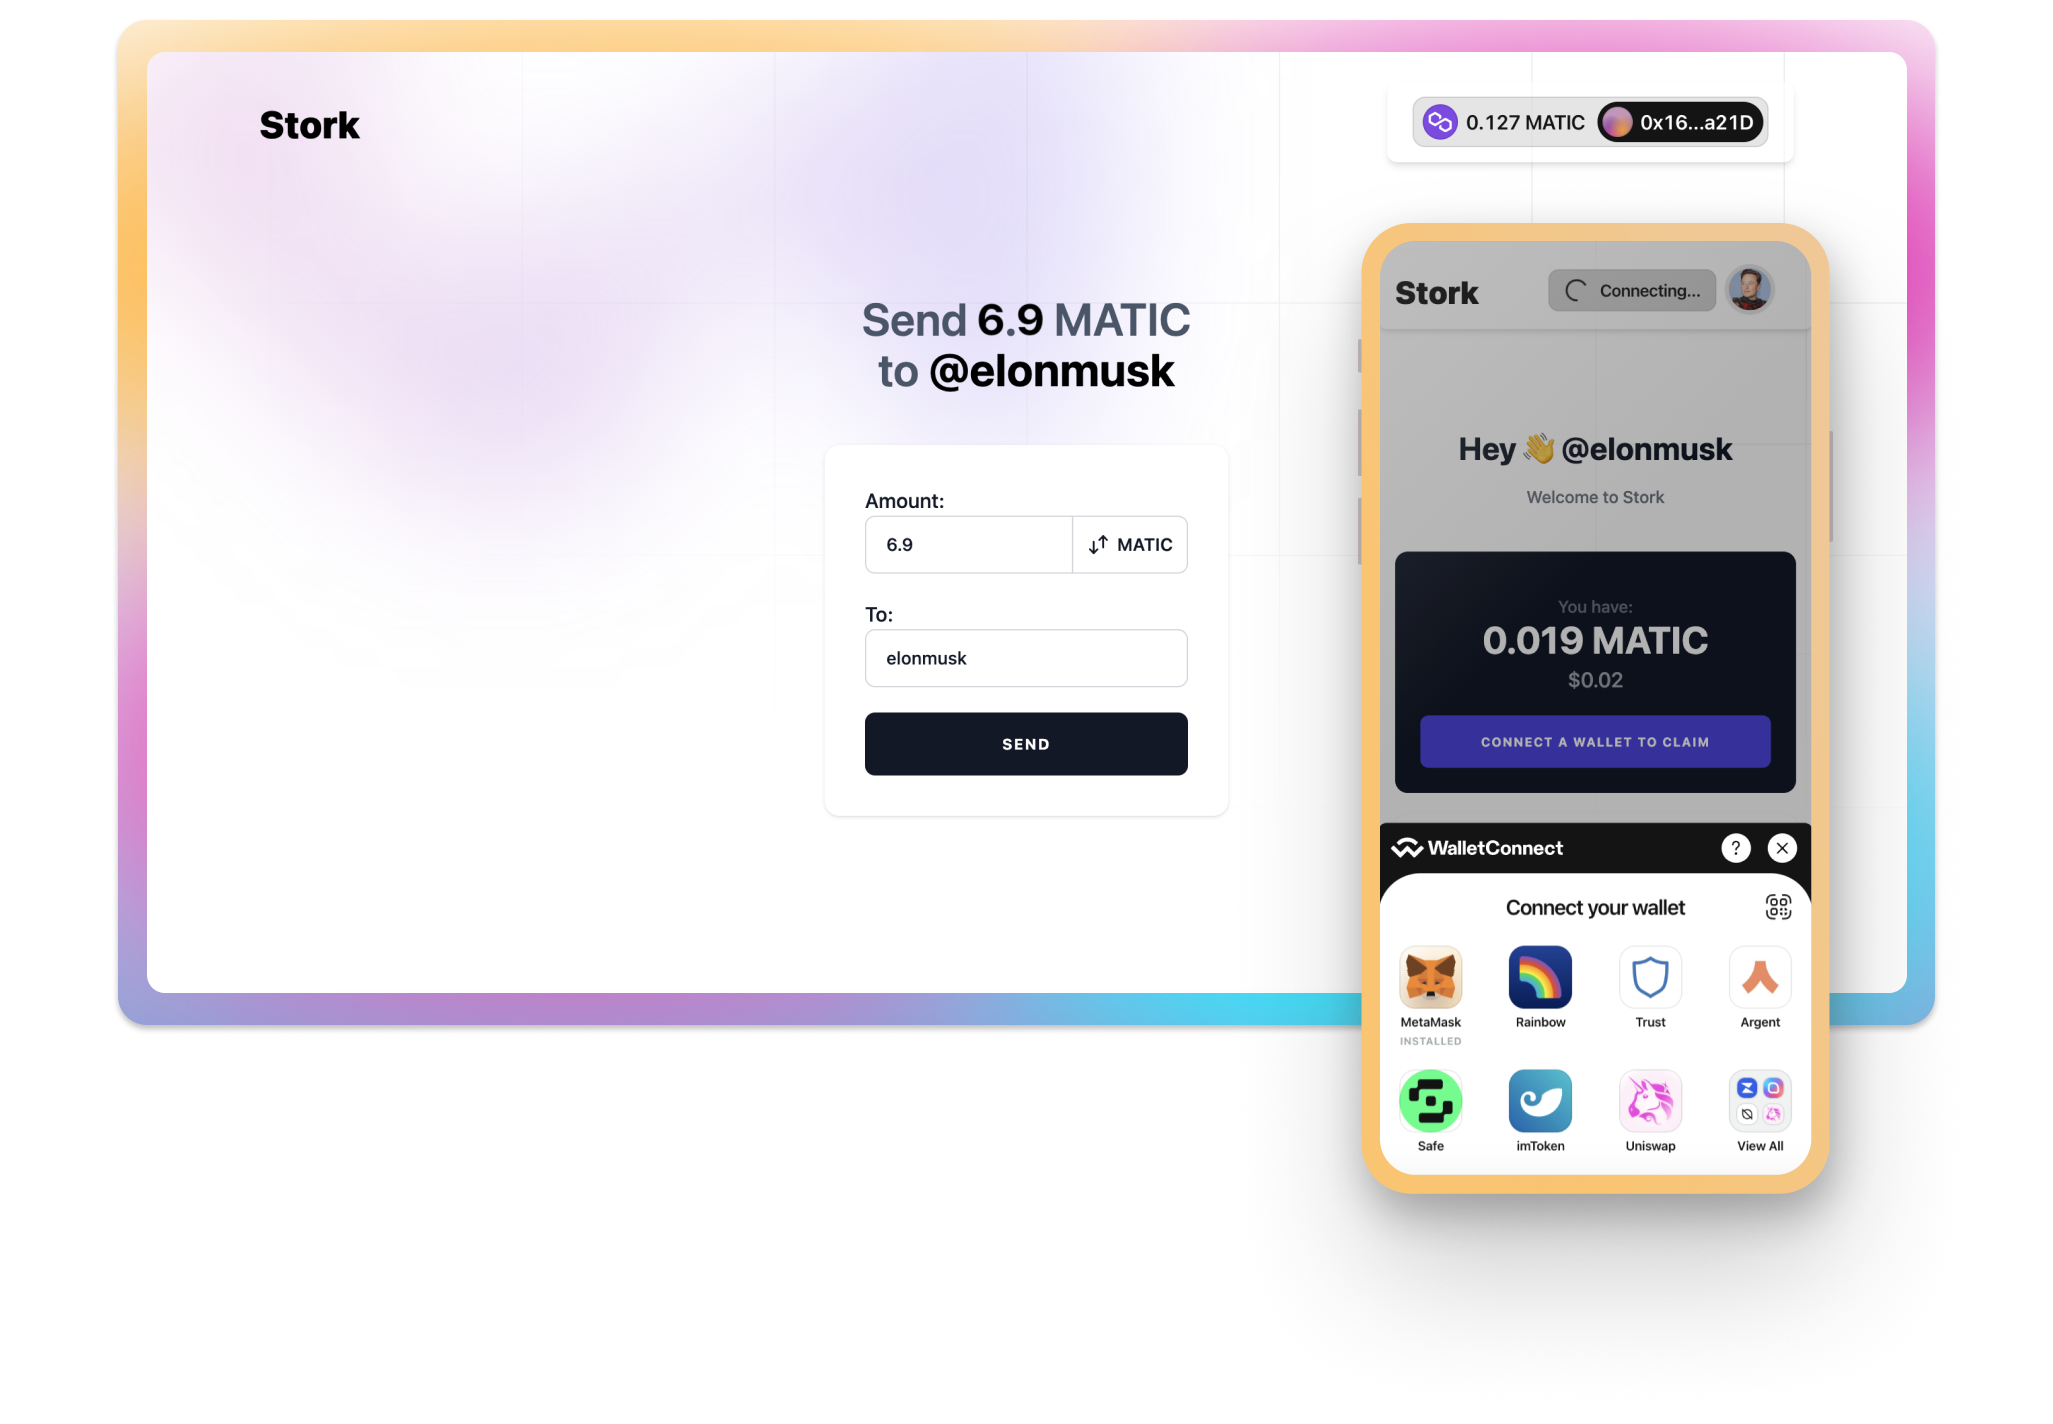 Stork
0.127 MATIC
0x16...a21D
Send 6.9 MATIC
to @elonmusk
Amount:
6.9
MATIC
To:
elonmusk
SEND
Stork
Connecting...
Hey 👋 @elonmusk
Welcome to Stork
You have:
0.019 MATIC
$0.02
CONNECT A WALLET TO CLAIM
WalletConnect
?
Connect your wallet
MetaMask
Rainbow
Trust
Argent
INSTALLED
Safe
imToken
Uniswap
View All